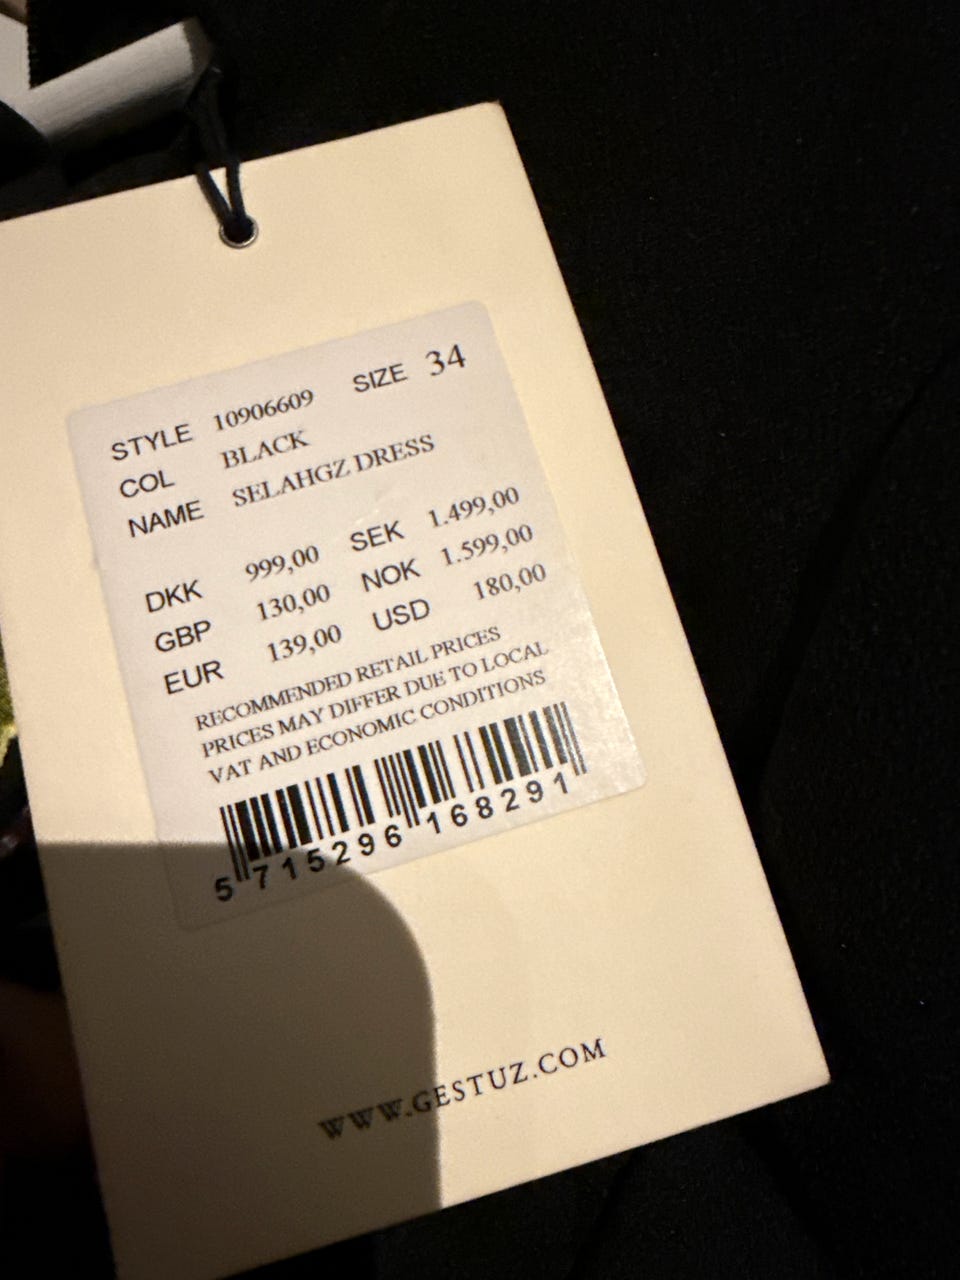 STYLE 10906609 SIZE 34
COL BLACK
NAME SELAHGZ DRESS
DKK 999,00 SEK 1.499,00
GBP 130,00 NOK 1.599,00
EUR 139,00 USD 180,00
RECOMMENDED RETAIL PRICES
PRICES MAY DIFFER DUE TO LOCAL
VAT AND ECONOMIC CONDITIONS
5 715296 168291
WWW.GESTUZ.COM